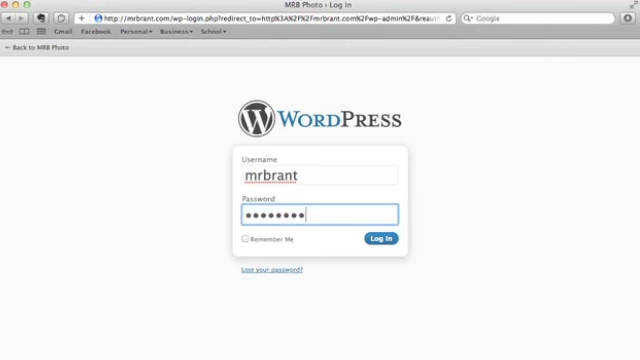 MRB Photo › Log In
http://mrbrant.com/wp-login.php?redirect_to=http%3A%2F%2Fmrbrant.com%2Fwp-admin%2F&reauth
Google
Gmail Facebook Personal Business School
← Back to MRB Photo
WORDPRESS
Username
mrbrant
Password
••••••••
Remember Me
Log In
Lost your password?